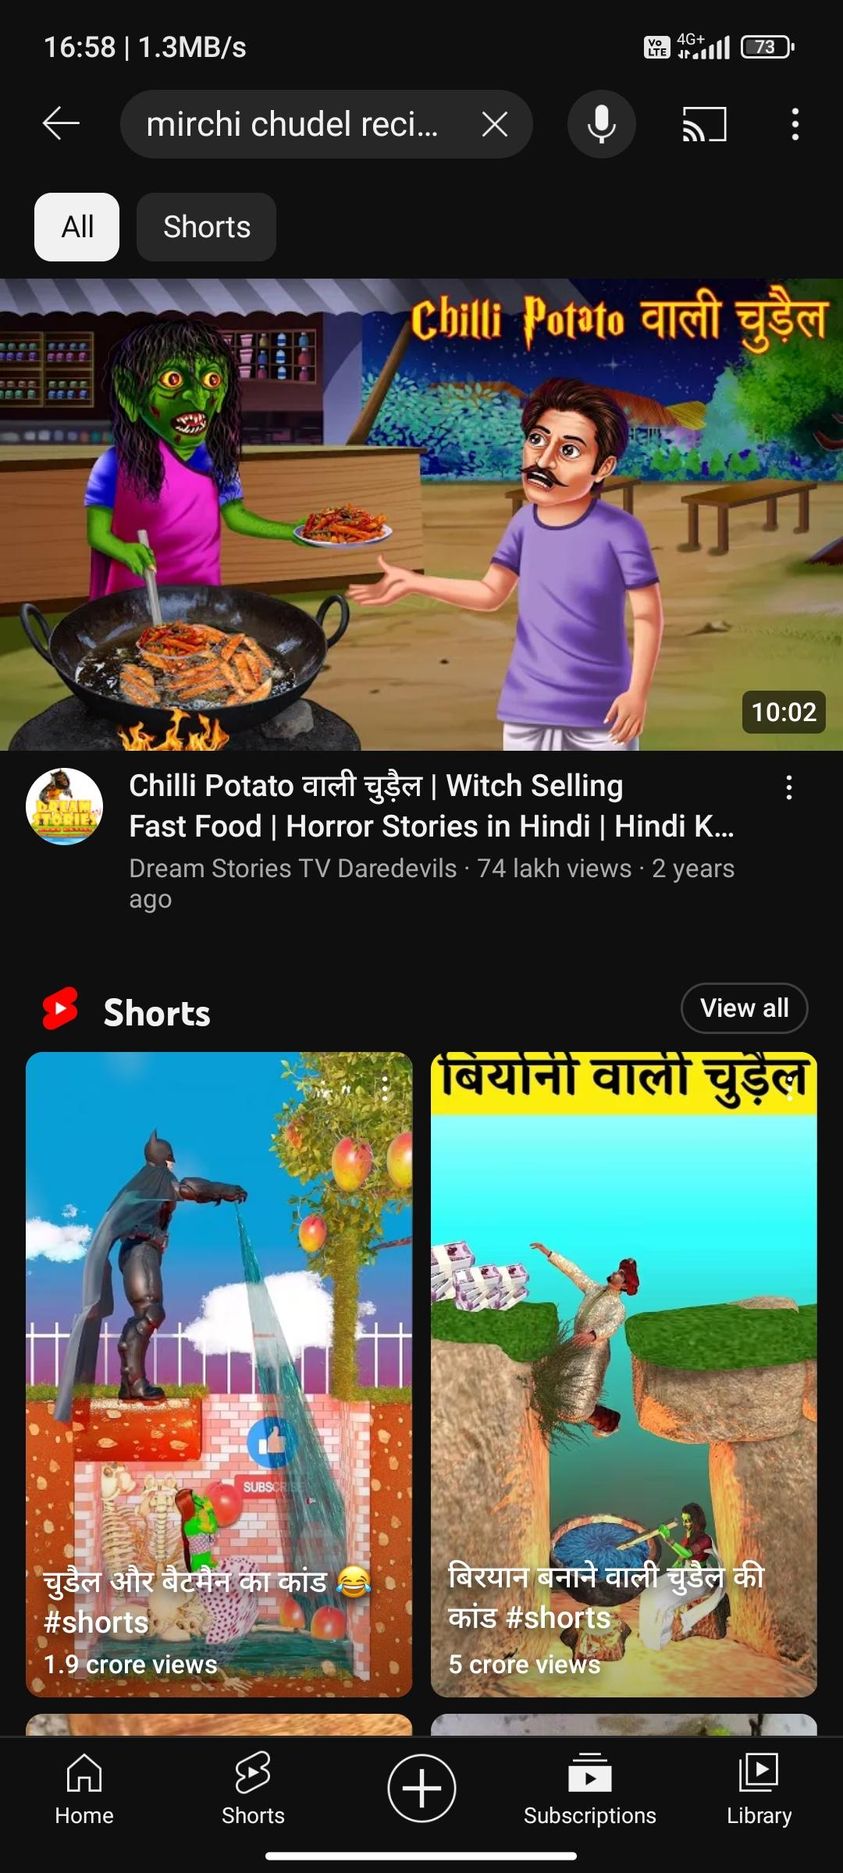 16:58 | 1.3MB/s
Vo LTE 4G+ 73
mirchi chudel reci...
All Shorts
Chilli Potato वाली चुड़ैल
10:02
Chilli Potato वाली चुड़ैल | Witch Selling
Fast Food | Horror Stories in Hindi | Hindi K...
Dream Stories TV Daredevils · 74 lakh views · 2 years
ago
Shorts
View all
बिर्यानी वाली चुड़ैल
SUBSCRIBE
चुडैल और बैटमैन का कांड 😂
#shorts
1.9 crore views
बिरयान बनाने वाली चुडैल की
कांड #shorts
5 crore views
Home Shorts Subscriptions Library